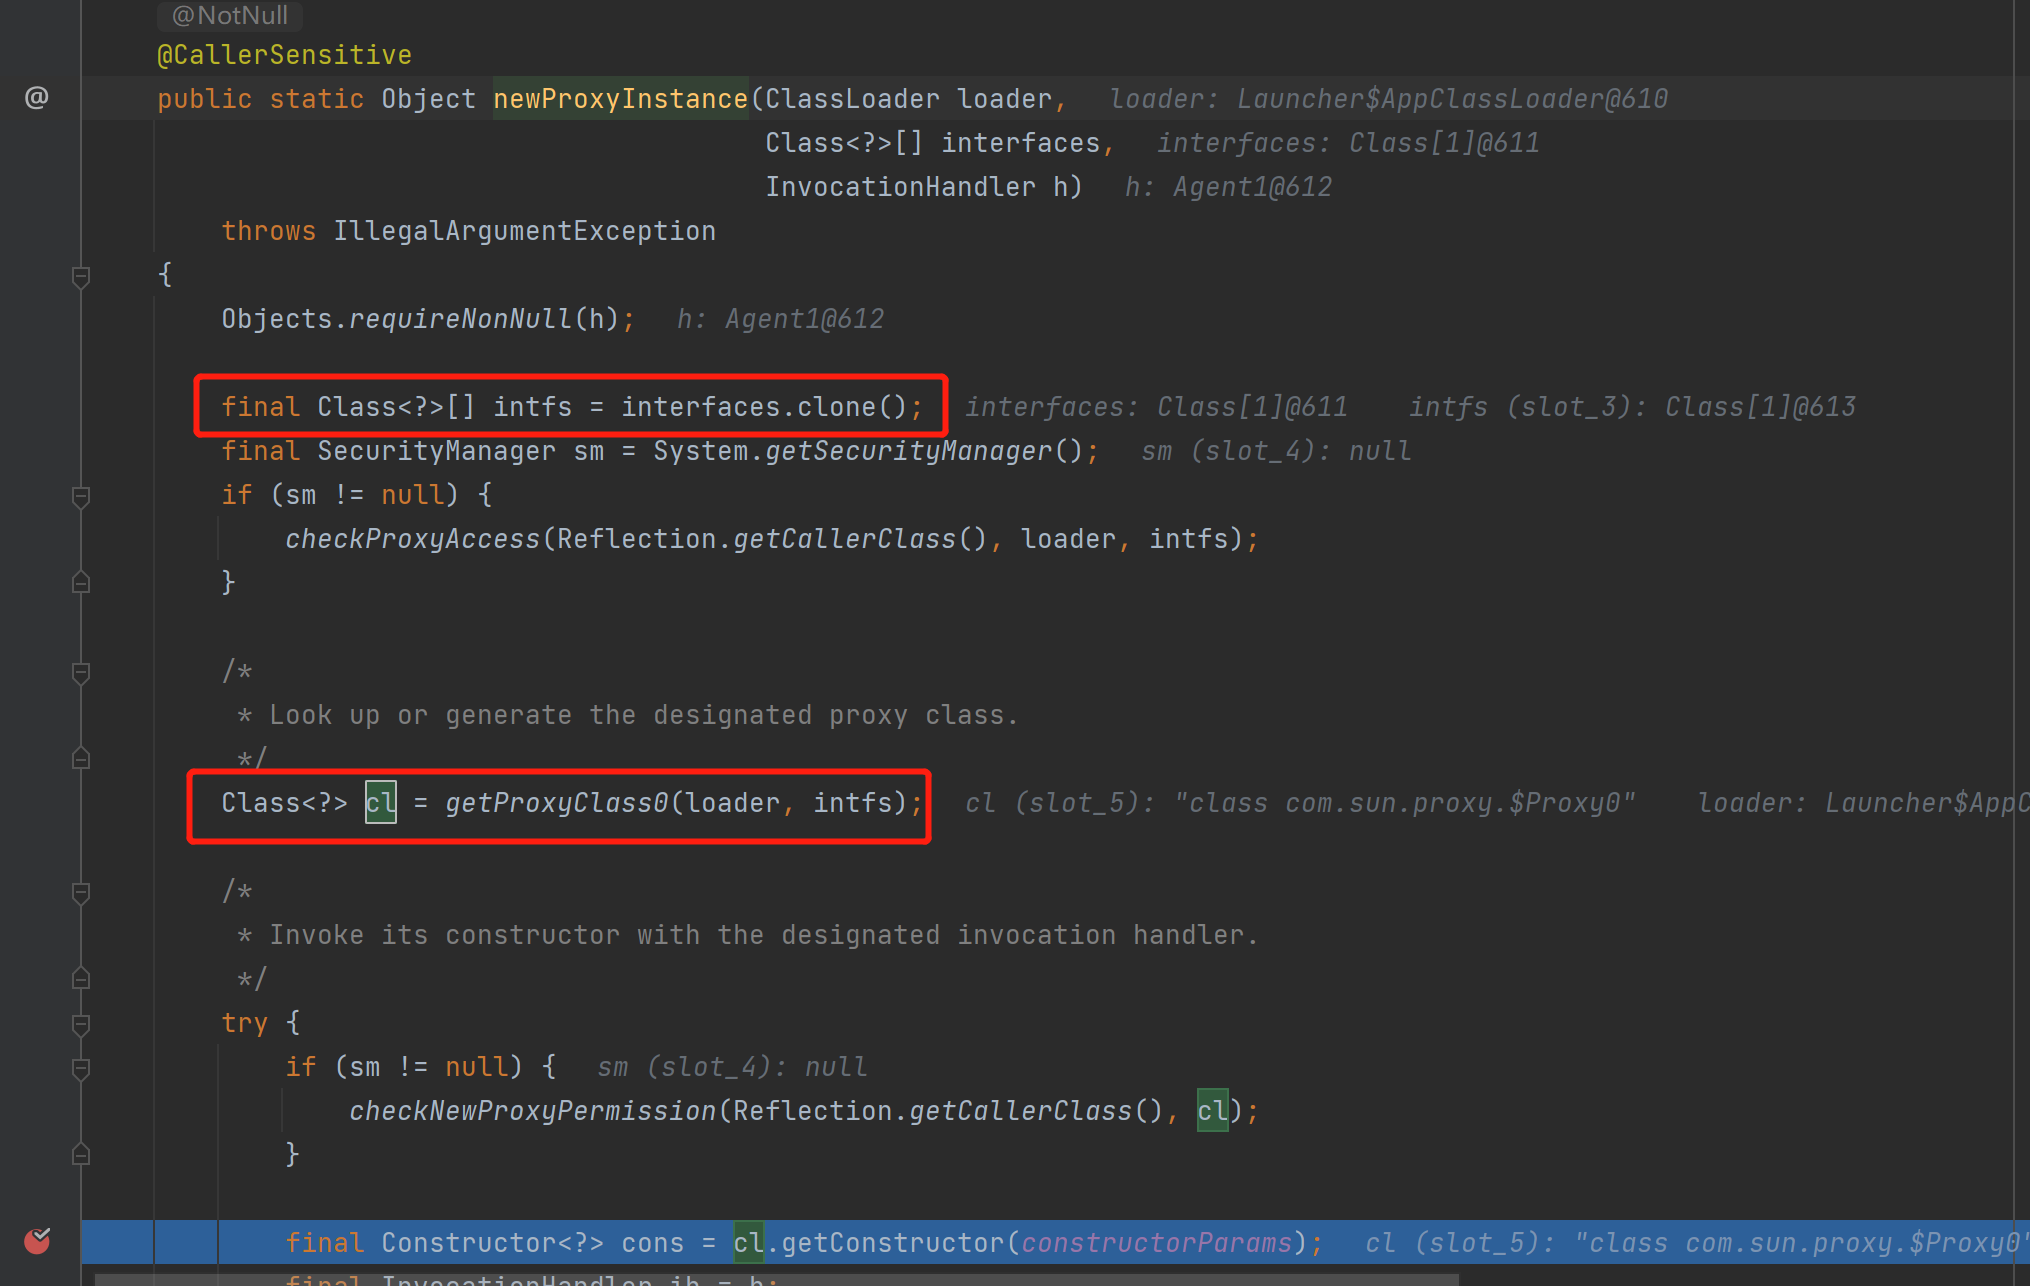 @NotNull
@CallerSensitive
@ public static Object newProxyInstance(ClassLoader loader, loader: Launcher$AppClassLoader@610
Class<?>[] interfaces, interfaces: Class[1]@611
InvocationHandler h) h: Agent1@612
throws IllegalArgumentException
{
Objects.requireNonNull(h); h: Agent1@612
final Class<?>[] intfs = interfaces.clone(); interfaces: Class[1]@611 intfs (slot_3): Class[1]@613
final SecurityManager sm = System.getSecurityManager(); sm (slot_4): null
if (sm != null) {
checkProxyAccess(Reflection.getCallerClass(), loader, intfs);
}
/*
* Look up or generate the designated proxy class.
*/
Class<?> cl = getProxyClass0(loader, intfs); cl (slot_5): "class com.sun.proxy.$Proxy0" loader: Launcher$AppC
/*
* Invoke its constructor with the designated invocation handler.
*/
try {
if (sm != null) { sm (slot_4): null
checkNewProxyPermission(Reflection.getCallerClass(), cl);
}
final Constructor<?> cons = cl.getConstructor(constructorParams); cl (slot_5): "class com.sun.proxy.$Proxy0"
final InvocationHandler ih = h;